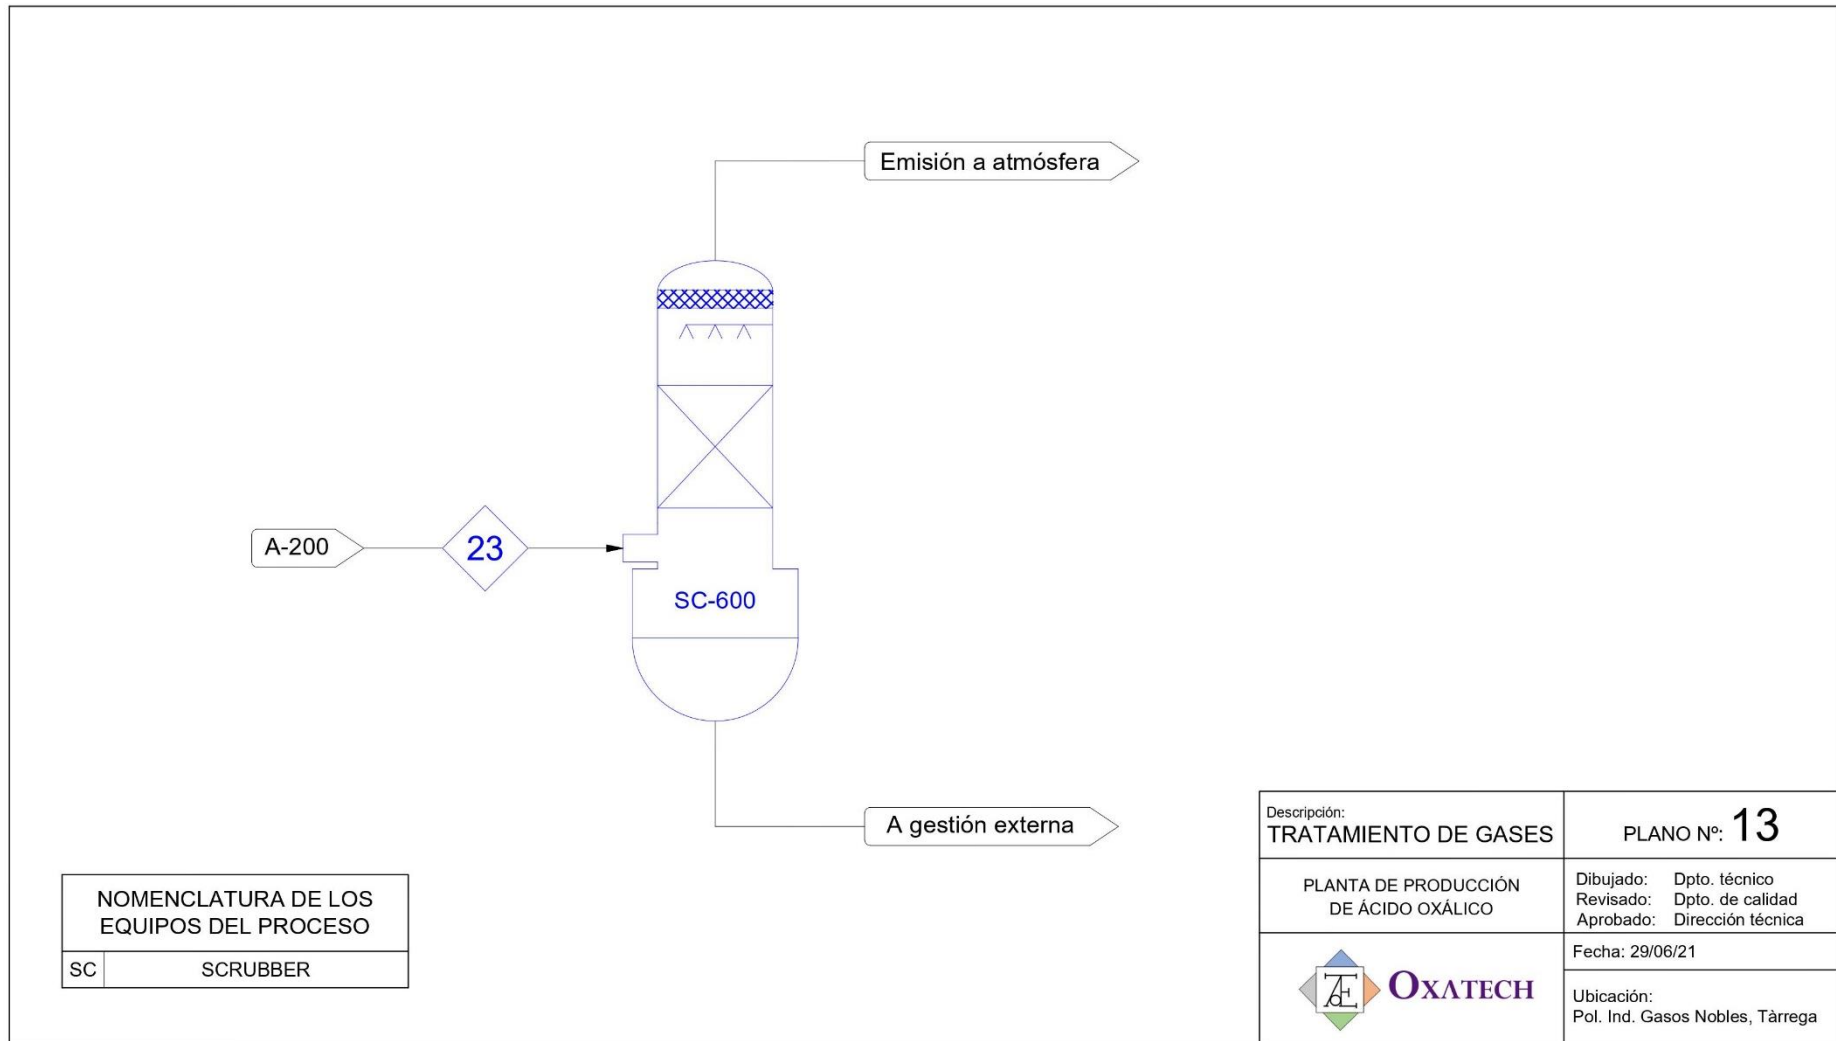 Emisión a atmósfera
A-200
23
SC-600
A gestión externa
NOMENCLATURA DE LOS
EQUIPOS DEL PROCESO
SC SCRUBBER
Descripción:
TRATAMIENTO DE GASES
PLANO Nº: 13
PLANTA DE PRODUCCIÓN
DE ÁCIDO OXÁLICO
Dibujado: Dpto. técnico
Revisado: Dpto. de calidad
Aprobado: Dirección técnica
OXΛTECH
Fecha: 29/06/21
Ubicación:
Pol. Ind. Gasos Nobles, Tàrrega